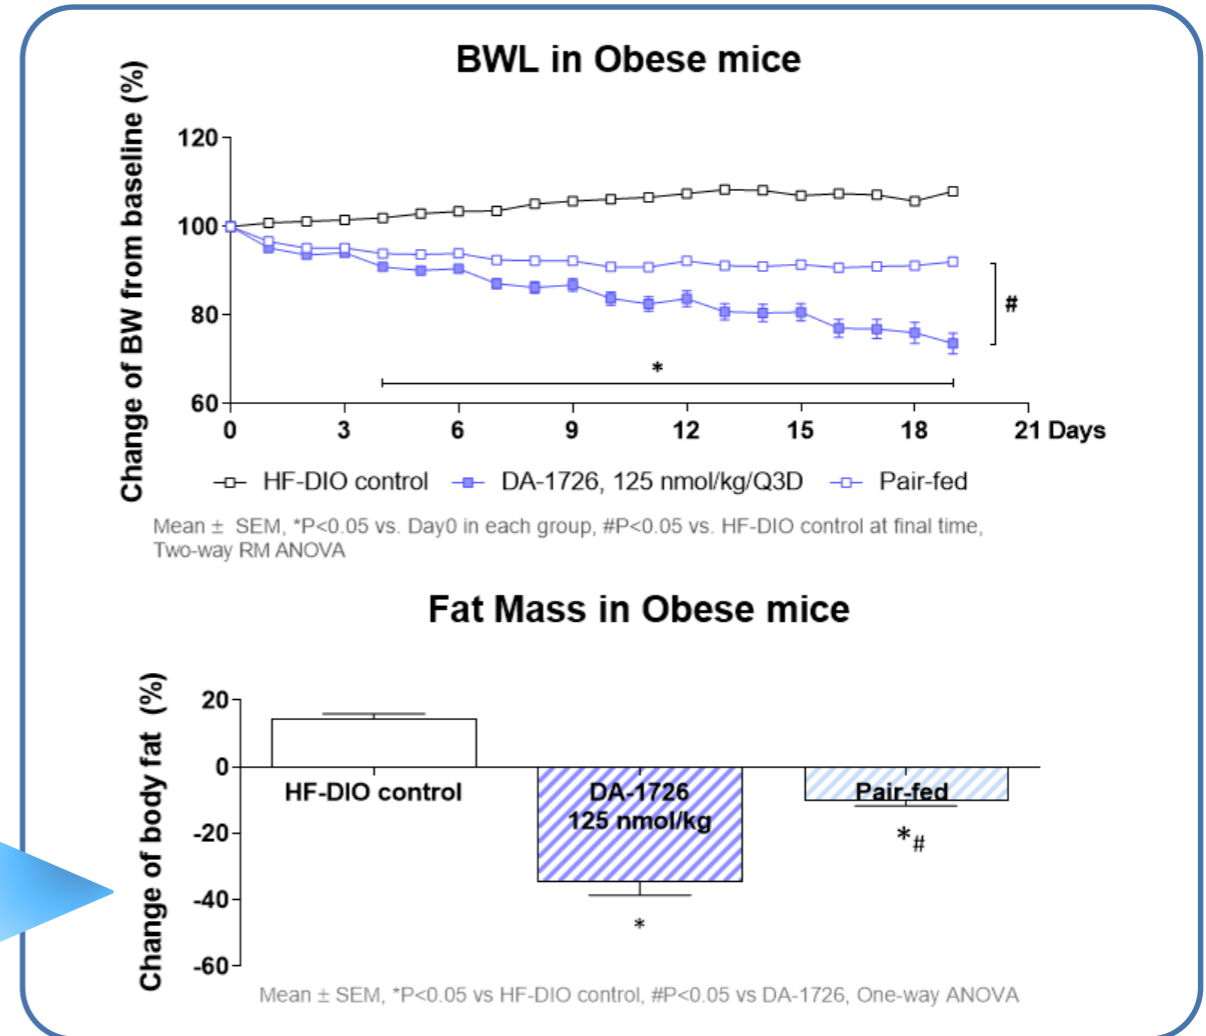 BWL in Obese mice
Change of BW from baseline (%)
120
100
80
60
#
*
0 3 6 9 12 15 18 21 Days
HF-DIO control DA-1726, 125 nmol/kg/Q3D Pair-fed
Mean ± SEM, *P<0.05 vs. Day0 in each group, #P<0.05 vs. HF-DIO control at final time,
Two-way RM ANOVA
Fat Mass in Obese mice
Change of body fat (%)
20
0
-20
-40
-60
HF-DIO control
DA-1726
125 nmol/kg
Pair-fed
*#
*
Mean ± SEM, *P<0.05 vs HF-DIO control, #P<0.05 vs DA-1726, One-way ANOVA